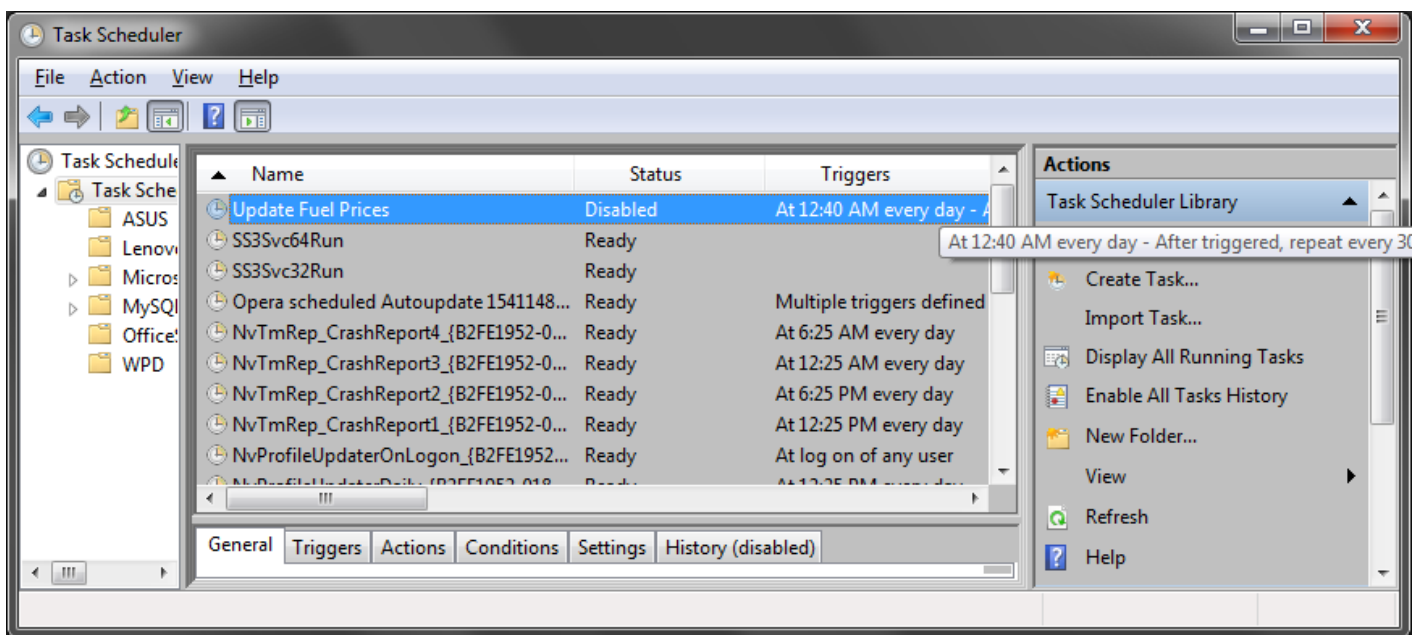 Task Scheduler
File Action View Help
Task Schedule
Task Sche
ASUS
Lenov
Micros
MySQl
Office
WPD
Name Status Triggers
Update Fuel Prices Disabled At 12:40 AM every day - A
SS3Svc64Run Ready
SS3Svc32Run Ready
Opera scheduled Autoupdate 1541148... Ready Multiple triggers defined
NvTmRep_CrashReport4_{B2FE1952-0... Ready At 6:25 AM every day
NvTmRep_CrashReport3_{B2FE1952-0... Ready At 12:25 AM every day
NvTmRep_CrashReport2_{B2FE1952-0... Ready At 6:25 PM every day
NvTmRep_CrashReport1_{B2FE1952-0... Ready At 12:25 PM every day
NvProfileUpdaterOnLogon_{B2FE1952... Ready At log on of any user
At 12:40 AM every day - After triggered, repeat every 30
General Triggers Actions Conditions Settings History (disabled)
Actions
Task Scheduler Library
Create Task...
Import Task...
Display All Running Tasks
Enable All Tasks History
New Folder...
View
Refresh
Help